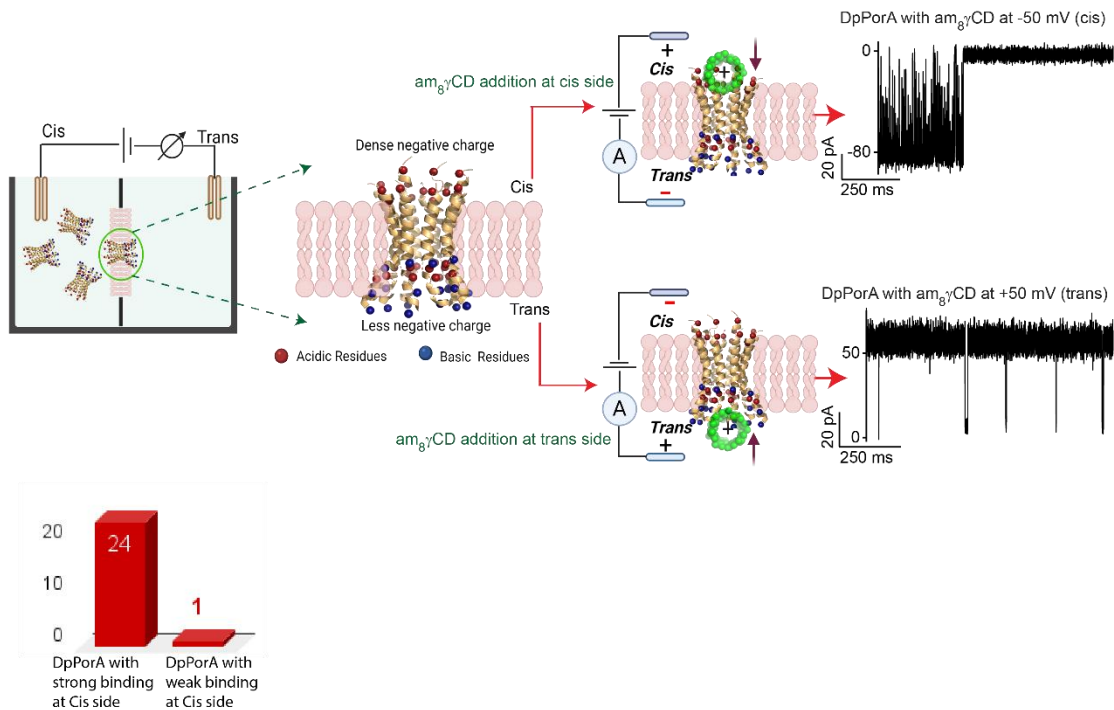 DpPorA with am₈γCD at -50 mV (cis)
0
-80
20 pA
250 ms
am₈γCD addition at cis side
+
Cis
+
A
Trans
-
Cis
Trans
Dense negative charge
Cis
Trans
Less negative charge
Acidic Residues
Basic Residues
DpPorA with am₈γCD at +50 mV (trans)
50
0
20 pA
250 ms
-
Cis
A
am₈γCD addition at trans side
Trans
+
+
20
10
0
24
1
DpPorA with
strong binding
at Cis side
DpPorA with
weak binding
at Cis side